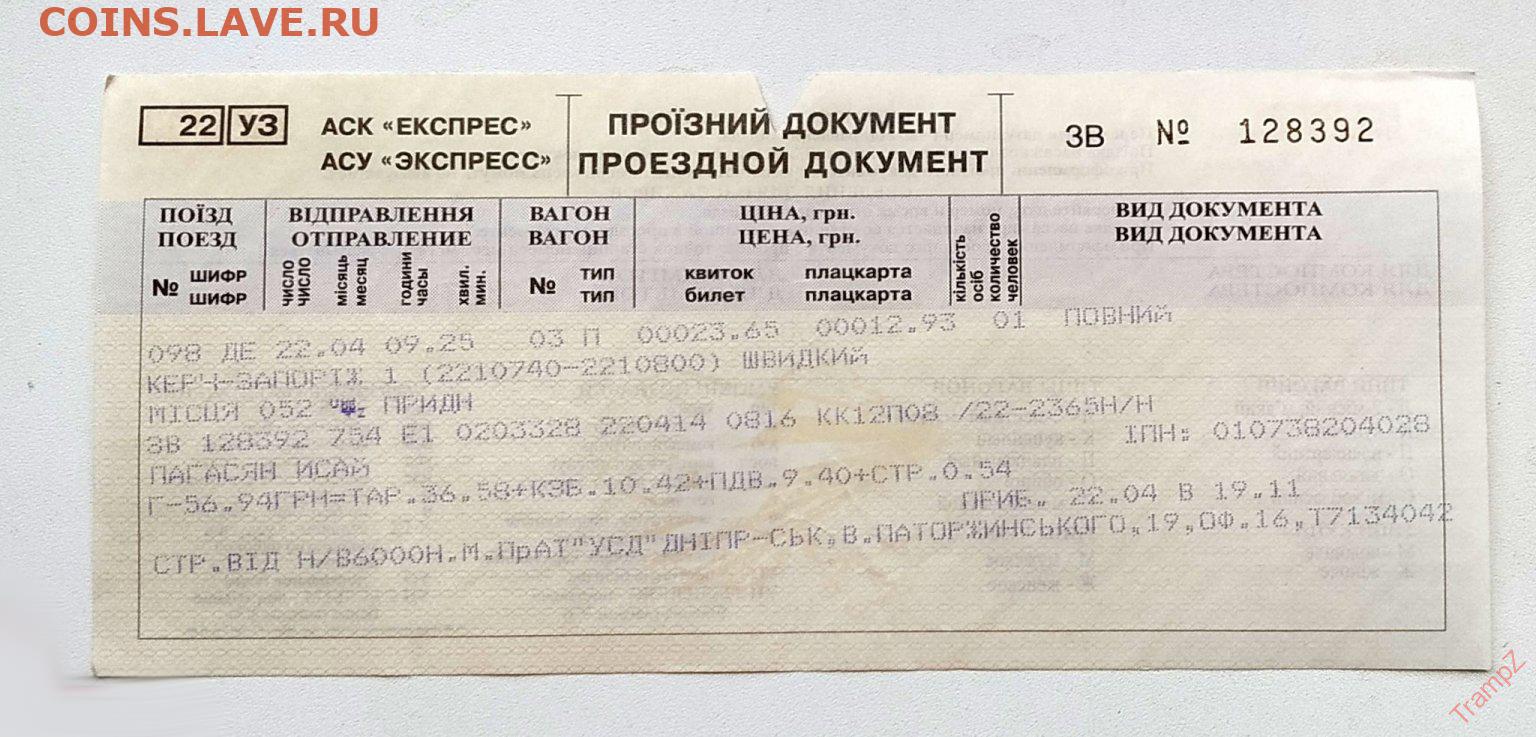 COINS.LAVE.RU
22 УЗ АСК «ЕКСПРЕС» ПРОЇЗНИЙ ДОКУМЕНТ ЗВ № 128392
АСУ «ЭКСПРЕСС» ПРОЕЗДНОЙ ДОКУМЕНТ
ПОЇЗД ВІДПРАВЛЕННЯ ВАГОН ЦІНА, грн. ВИД ДОКУМЕНТА
ПОЕЗД ОТПРАВЛЕНИЕ ВАГОН ЦЕНА, грн. ВИД ДОКУМЕНТА
№ шифр число місяць години хвил. № тип квиток плацкарта кількість осіб
шифр число месяц часы мин. тип билет плацкарта количество человек
098 ДЕ 22.04 09.25 03 П 00023.65 00012.93 01 ПОВНИЙ
КЕРЧ-ЗАПОРІЖ 1 (2210740-2210800) ШВИДКИЙ
МІСЦЯ 052 ПРИДН
ЗВ 128392 754 Е1 0203328 220414 0816 КК12П08 /22-2365Н/Н
ІПН: 010738204028
ПАГАСЯН ИСАЙ
Г-56.94ГРН=ТАР.36.58+КЗБ.10.42+ПДВ.9.40+СТР.0.54
ПРИБ. 22.04 В 19.11
СТР.ВІД Н/В6000Н.М.ПрАТ"УСД"ДНІПР-СЬК,В.ПАТОРЖИНСЬКОГО,19,ОФ.16,Т7134042
TrampZ